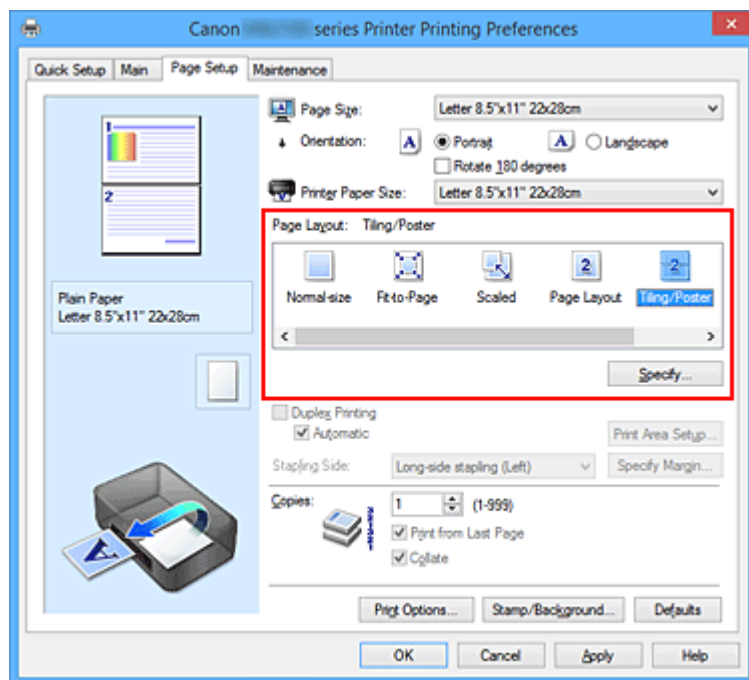 Canon series Printer Printing Preferences
Quick Setup Main Page Setup Maintenance
Page Size: Letter 8.5"x11" 22x28cm
Orientation: A Portrait A Landscape
Rotate 180 degrees
Printer Paper Size: Letter 8.5"x11" 22x28cm
Page Layout: Tiling/Poster
1
2
2 2
Normal-size Fit-to-Page Scaled Page Layout Tiling/Poster
Plain Paper
Letter 8.5"x11" 22x28cm
Specify...
Duplex Printing
Automatic Print Area Setup...
Stapling Side: Long-side stapling (Left) Specify Margin...
Copies: 1 (1-999)
Print from Last Page
Collate
A
Print Options... Stamp/Background... Defaults
OK Cancel Apply Help